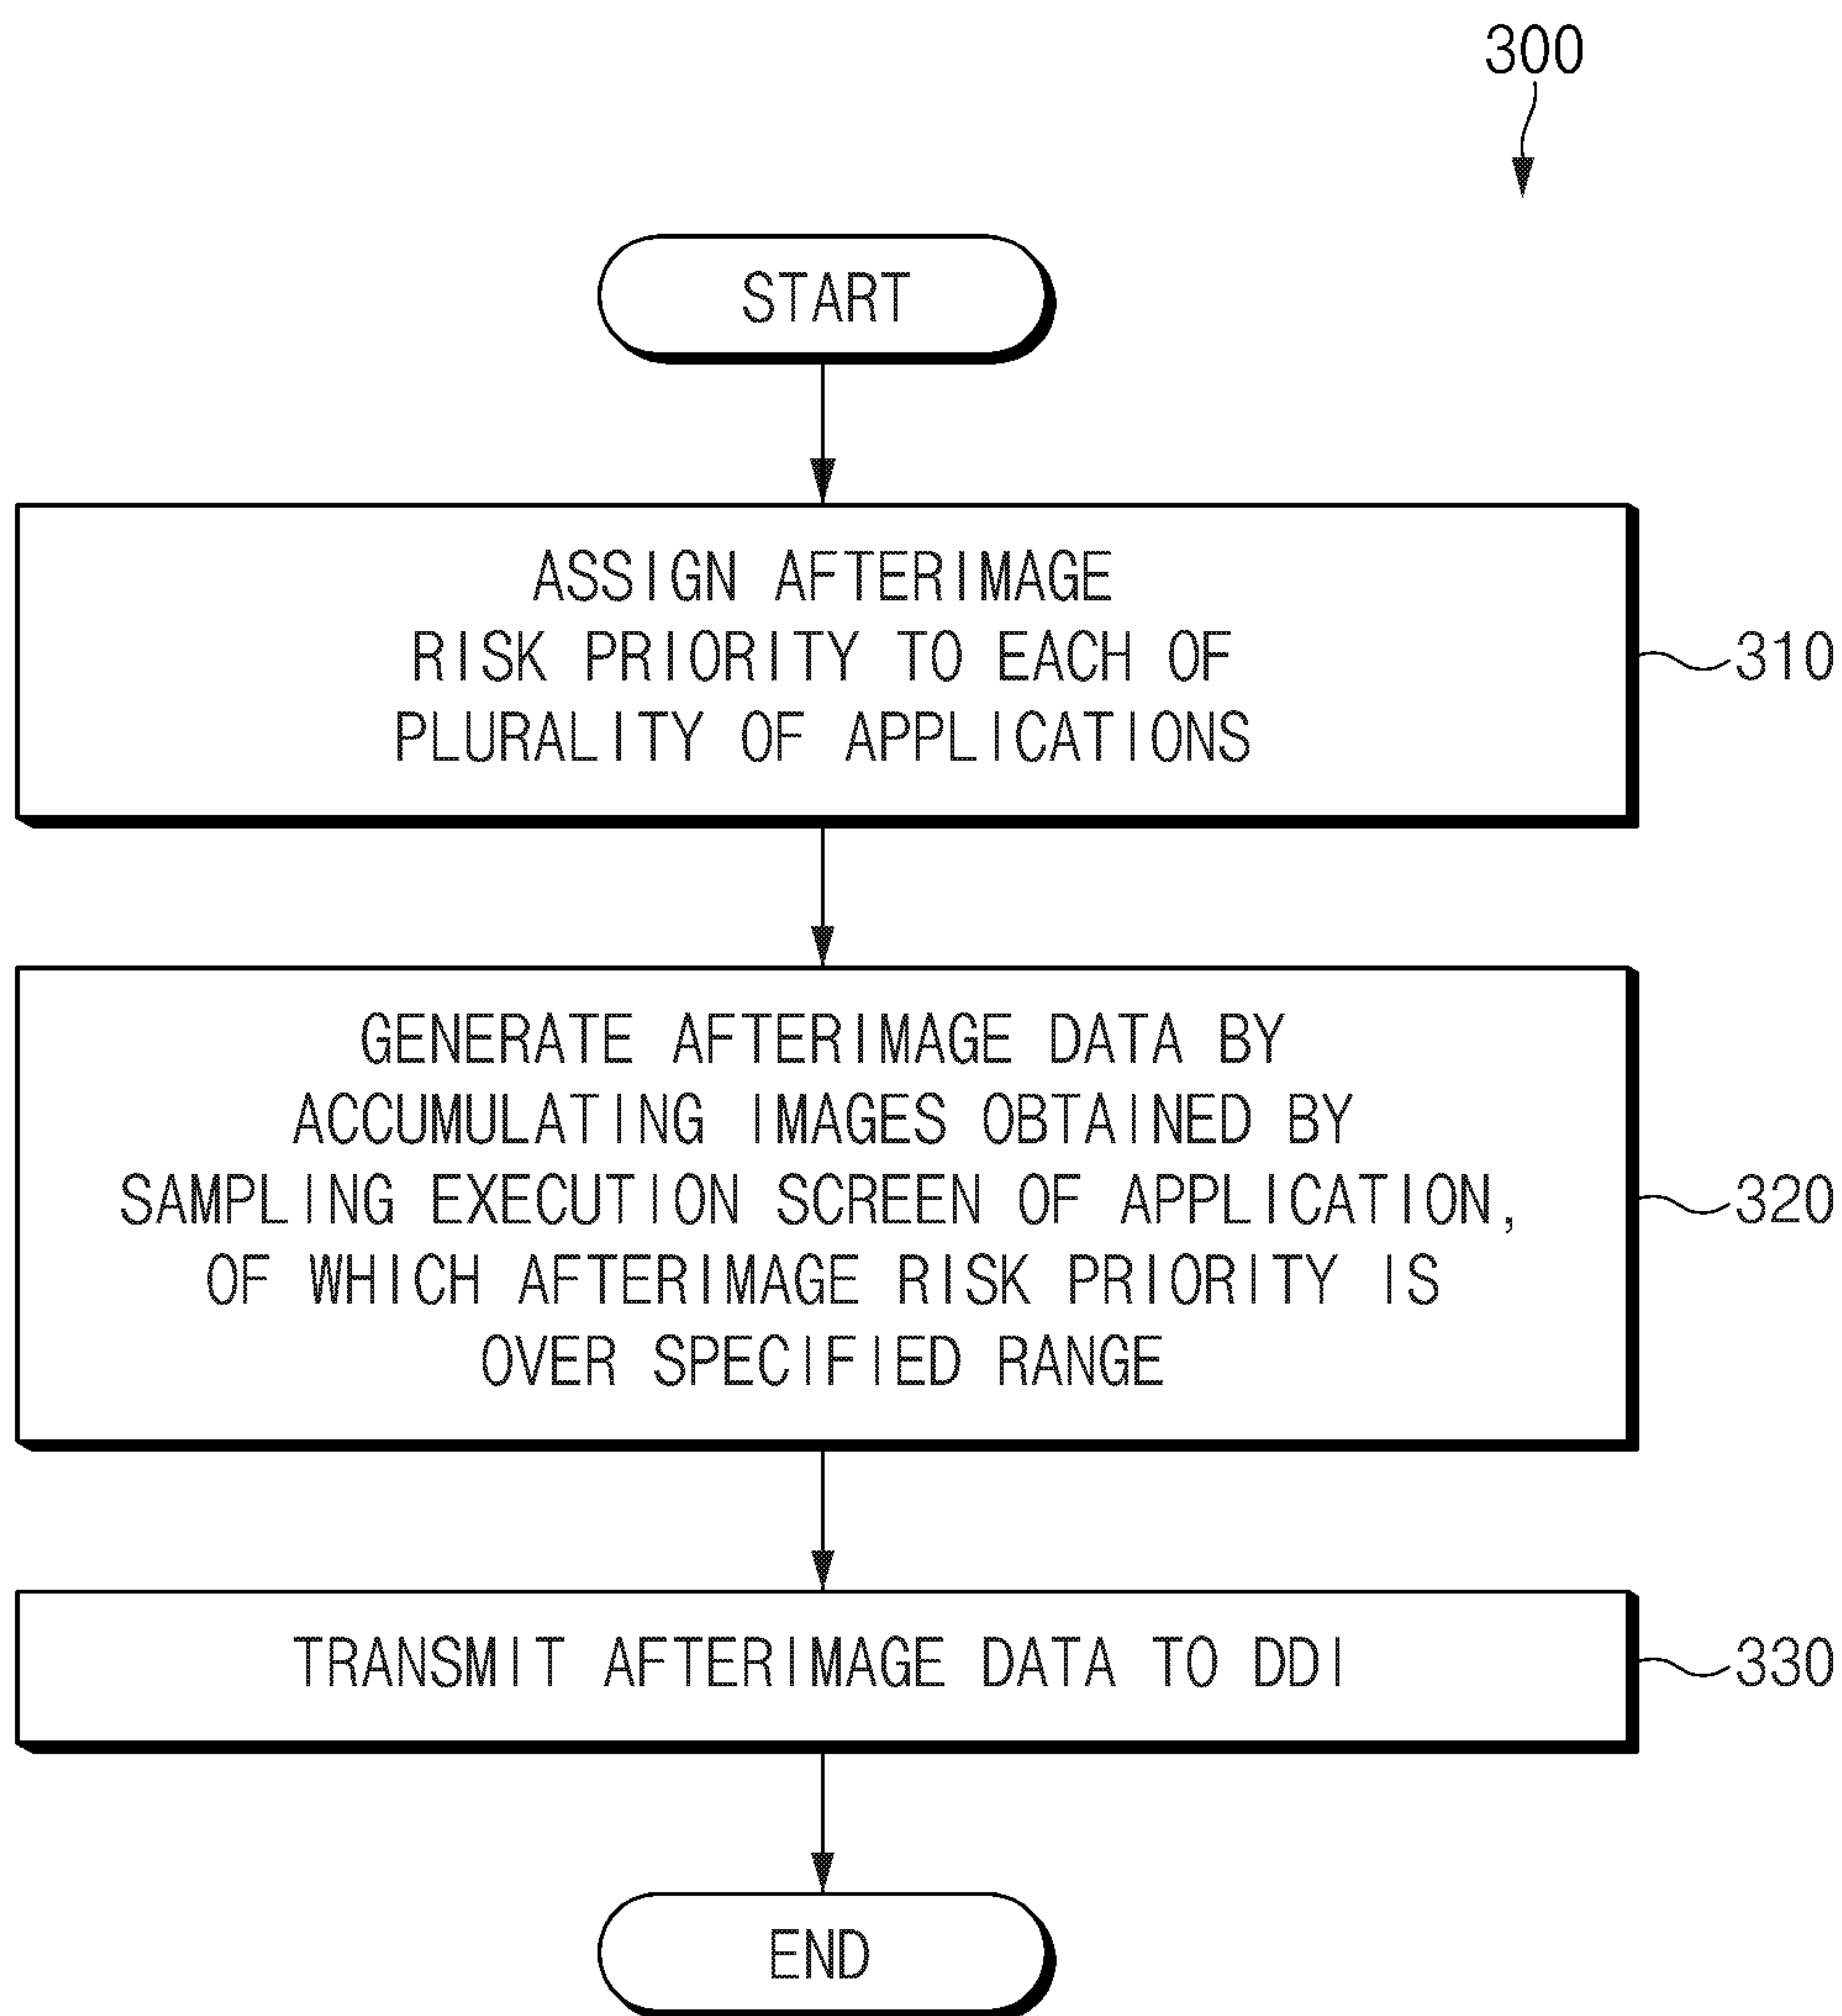 300
START
ASSIGN AFTERIMAGE
RISK PRIORITY TO EACH OF
PLURALITY OF APPLICATIONS
310
GENERATE AFTERIMAGE DATA BY
ACCUMULATING IMAGES OBTAINED BY
SAMPLING EXECUTION SCREEN OF APPLICATION,
OF WHICH AFTERIMAGE RISK PRIORITY IS
OVER SPECIFIED RANGE
320
TRANSMIT AFTERIMAGE DATA TO DDI
330
END